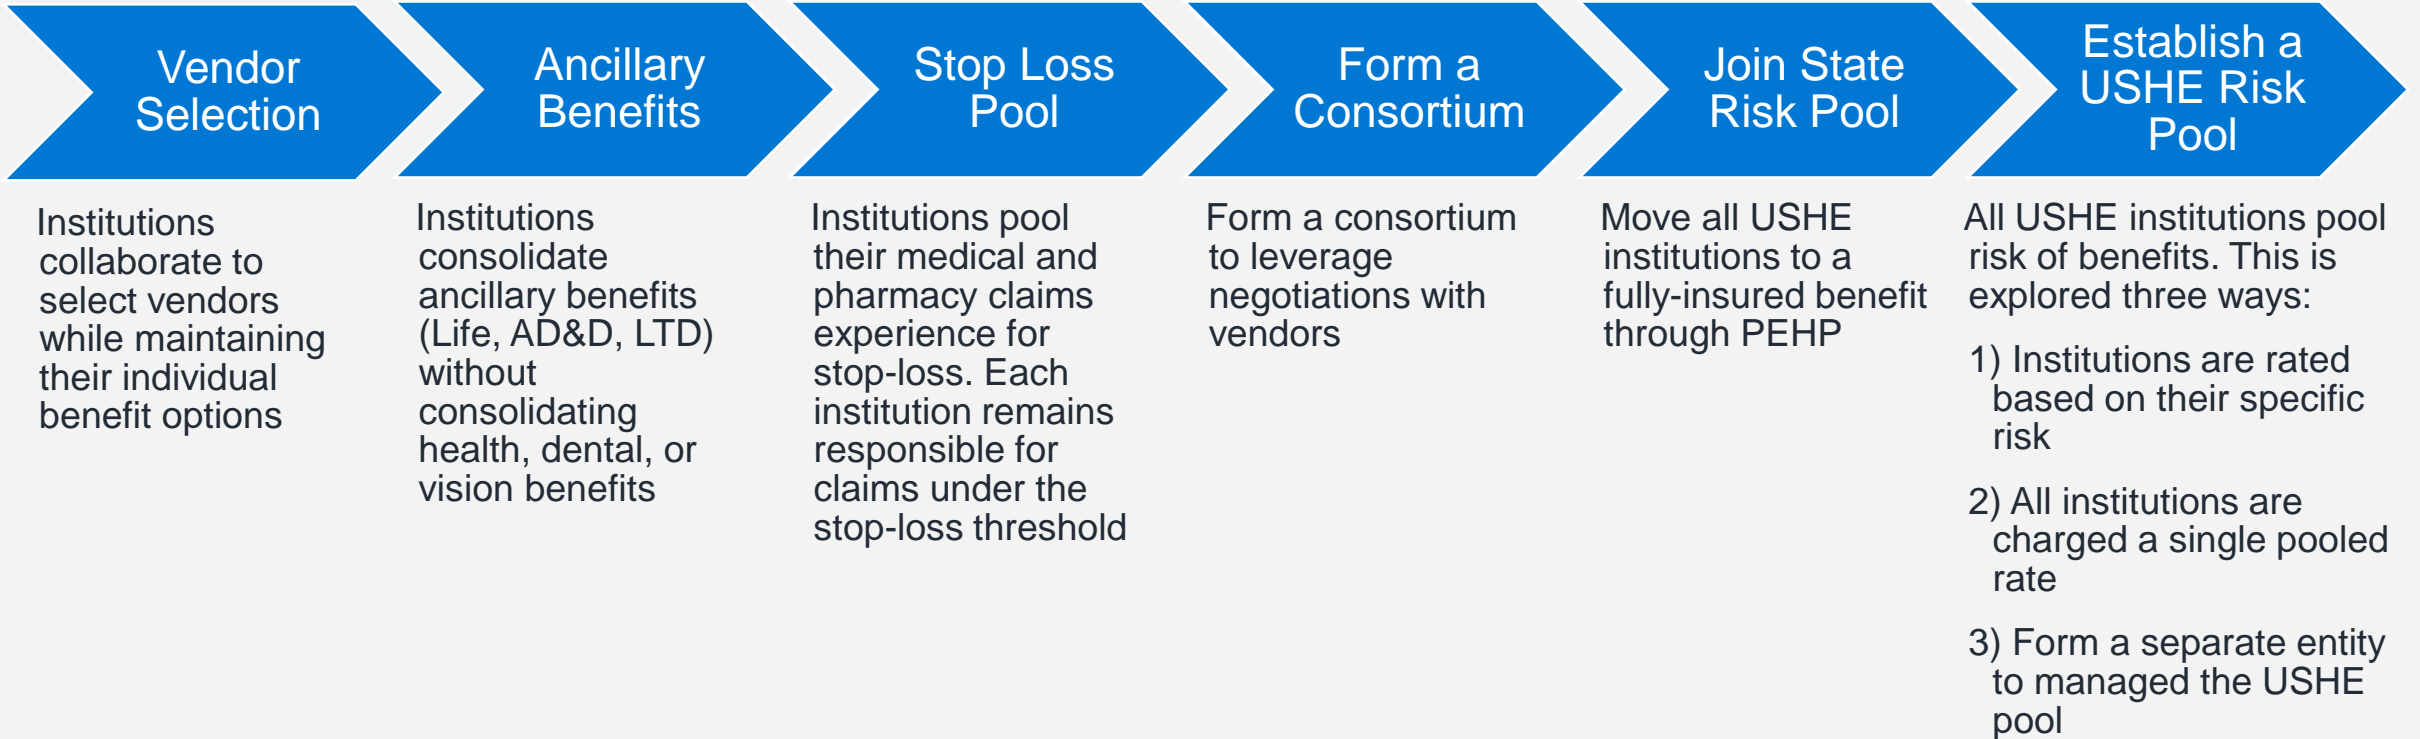 Vendor
Selection
Institutions
collaborate to
select vendors
while maintaining
their individual
benefit options
Ancillary
Benefits
Institutions
consolidate
ancillary benefits
(Life, AD&D, LTD)
without
consolidating
health, dental, or
vision benefits
Stop Loss
Pool
Institutions pool
their medical and
pharmacy claims
experience for
stop-loss. Each
institution remains
responsible for
claims under the
stop-loss threshold
Form a
Consortium
Form a consortium
to leverage
negotiations with
vendors
Join State
Risk Pool
Move all USHE
institutions to a
fully-insured benefit
through PEHP
Establish a
USHE Risk
Pool
All USHE institutions pool
risk of benefits. This is
explored three ways:
1) Institutions are rated
based on their specific
risk
2) All institutions are
charged a single pooled
rate
3) Form a separate entity
to managed the USHE
pool